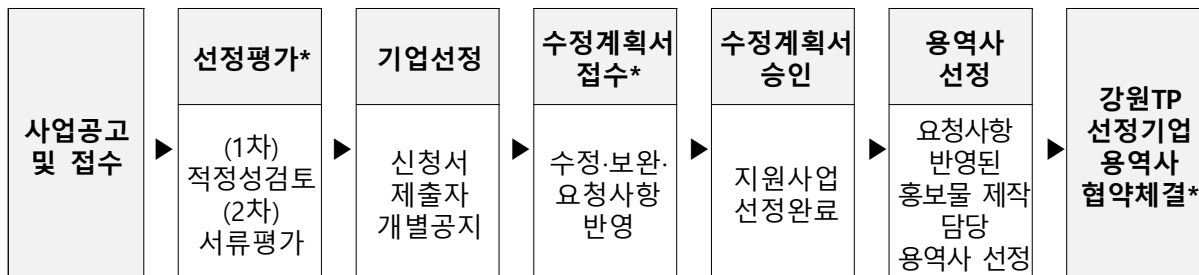 사업공고
및 접수
▶
선정평가*
(1차)
적정성검토
(2차)
서류평가
▶
기업선정
신청서
제출자
개별공지
▶
수정계획서
접수*
수정·보완·
요청사항
반영
▶
수정계획서
승인
지원사업
선정완료
▶
용역사
선정
요청사항
반영된
홍보물 제작
담당
용역사 선정
▶
강원TP
선정기업
용역사
협약체결*